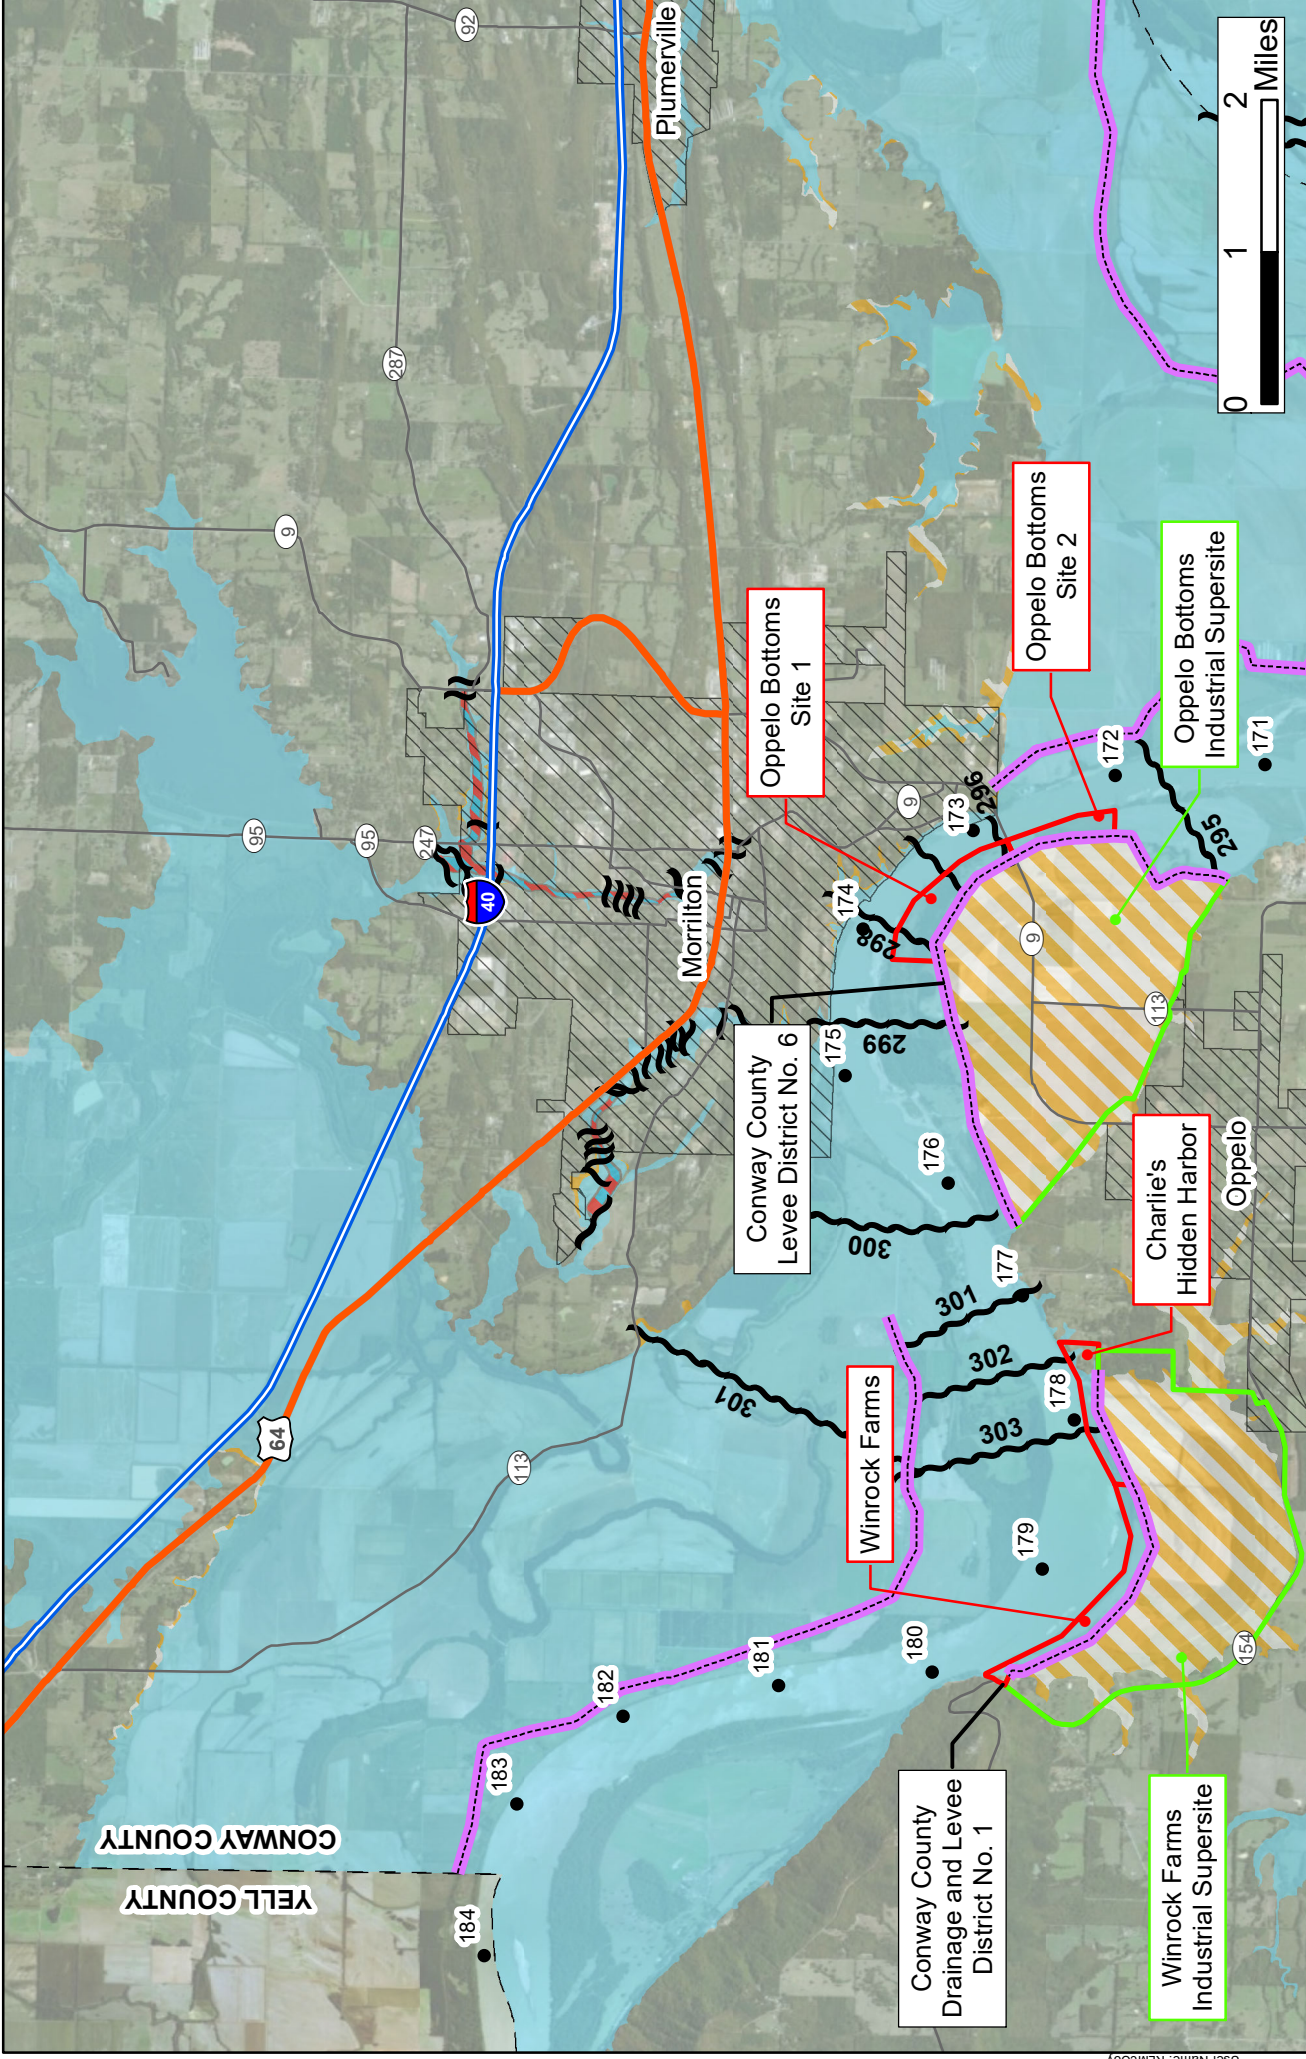 92
Plumerville
287
9
95
95
247
40
64
113
Morrilton
Oppelo Bottoms
Site 1
Oppelo Bottoms
Site 2
Oppelo Bottoms
Industrial Supersite
Conway County
Levee District No. 6
Charlie's
Hidden Harbor
Oppelo
Winrock Farms
Conway County
Drainage and Levee
District No. 1
Winrock Farms
Industrial Supersite
CONWAY COUNTY
YELL COUNTY
9
9
113
154
171
172
173
174
175
176
177
178
179
180
181
182
183
184
295
296
298
299
300
301
301
302
303
0
1
2
Miles